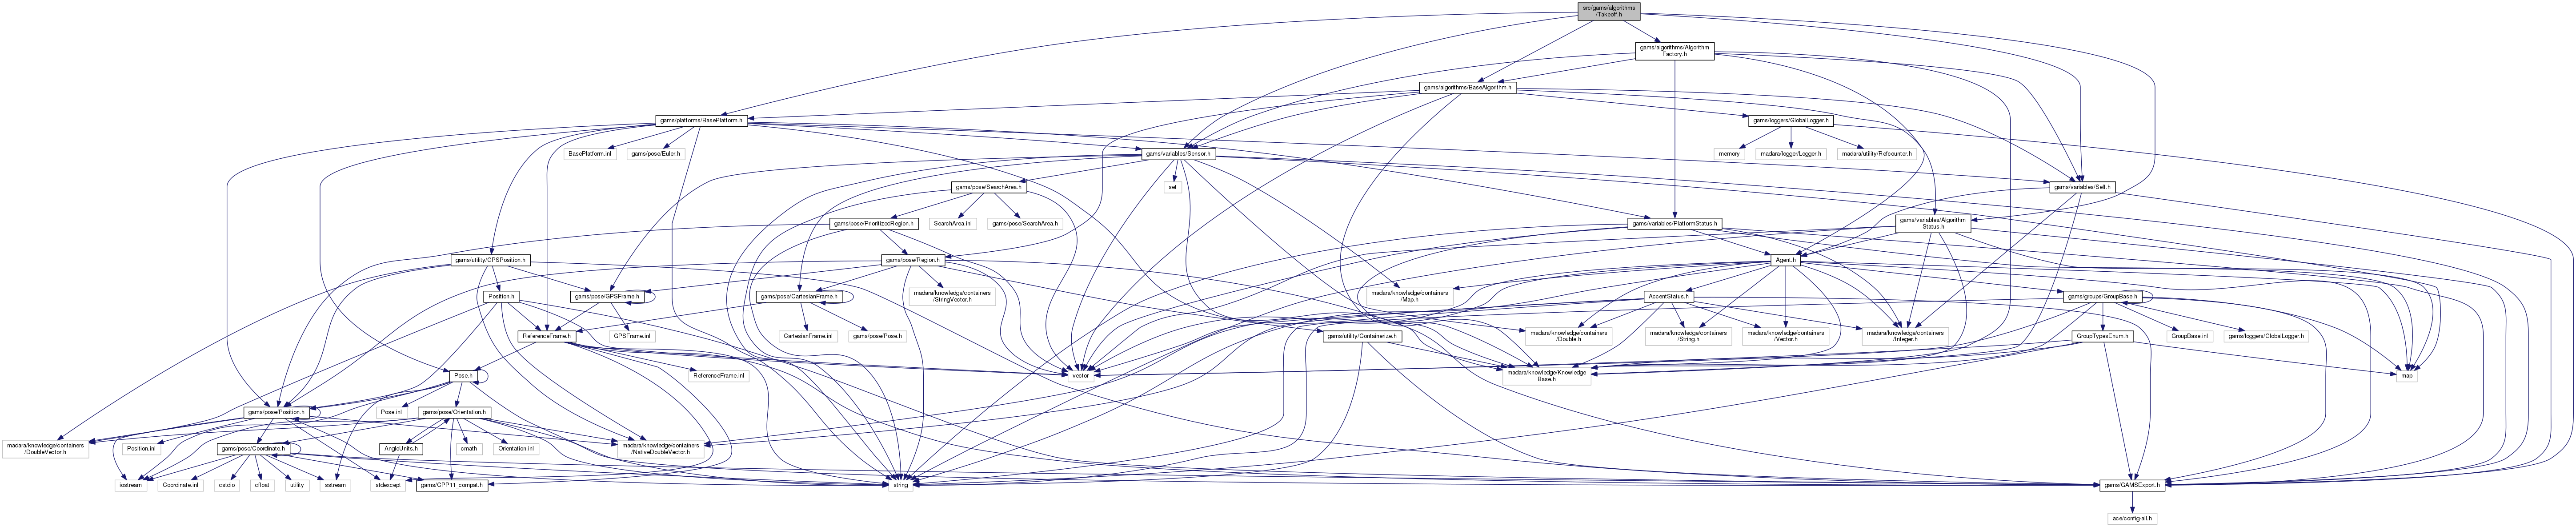 src/gams/algorithms
/Takeoff.h
gams/algorithms/Algorithm
Factory.h
gams/algorithms/BaseAlgorithm.h
gams/platforms/BasePlatform.h
gams/loggers/GlobalLogger.h
BasePlatform.inl
gams/pose/Euler.h
gams/variables/Sensor.h
memory
madara/logger/Logger.h
madara/utility/Refcounter.h
gams/pose/SearchArea.h
set
gams/variables/Self.h
gams/pose/PrioritizedRegion.h
SearchArea.inl
gams/pose/SearchArea.h
gams/variables/PlatformStatus.h
gams/variables/Algorithm
Status.h
gams/utility/GPSPosition.h
gams/pose/Region.h
Agent.h
Position.h
gams/pose/GPSFrame.h
gams/pose/CartesianFrame.h
madara/knowledge/containers
/StringVector.h
madara/knowledge/containers
/Map.h
AccentStatus.h
gams/groups/GroupBase.h
ReferenceFrame.h
GPSFrame.inl
CartesianFrame.inl
gams/pose/Pose.h
gams/utility/Containerize.h
madara/knowledge/containers
/Double.h
madara/knowledge/containers
/String.h
madara/knowledge/containers
/Vector.h
madara/knowledge/containers
/Integer.h
GroupTypesEnum.h
GroupBase.inl
gams/loggers/GlobalLogger.h
Pose.h
ReferenceFrame.inl
vector
madara/knowledge/Knowledge
Base.h
map
gams/pose/Position.h
Pose.inl
gams/pose/Orientation.h
madara/knowledge/containers
/DoubleVector.h
Position.inl
gams/pose/Coordinate.h
AngleUnits.h
cmath
Orientation.inl
madara/knowledge/containers
/NativeDoubleVector.h
iostream
Coordinate.inl
cstdio
cfloat
utility
sstream
stdexcept
gams/CPP11_compat.h
string
gams/GAMSExport.h
ace/config-all.h